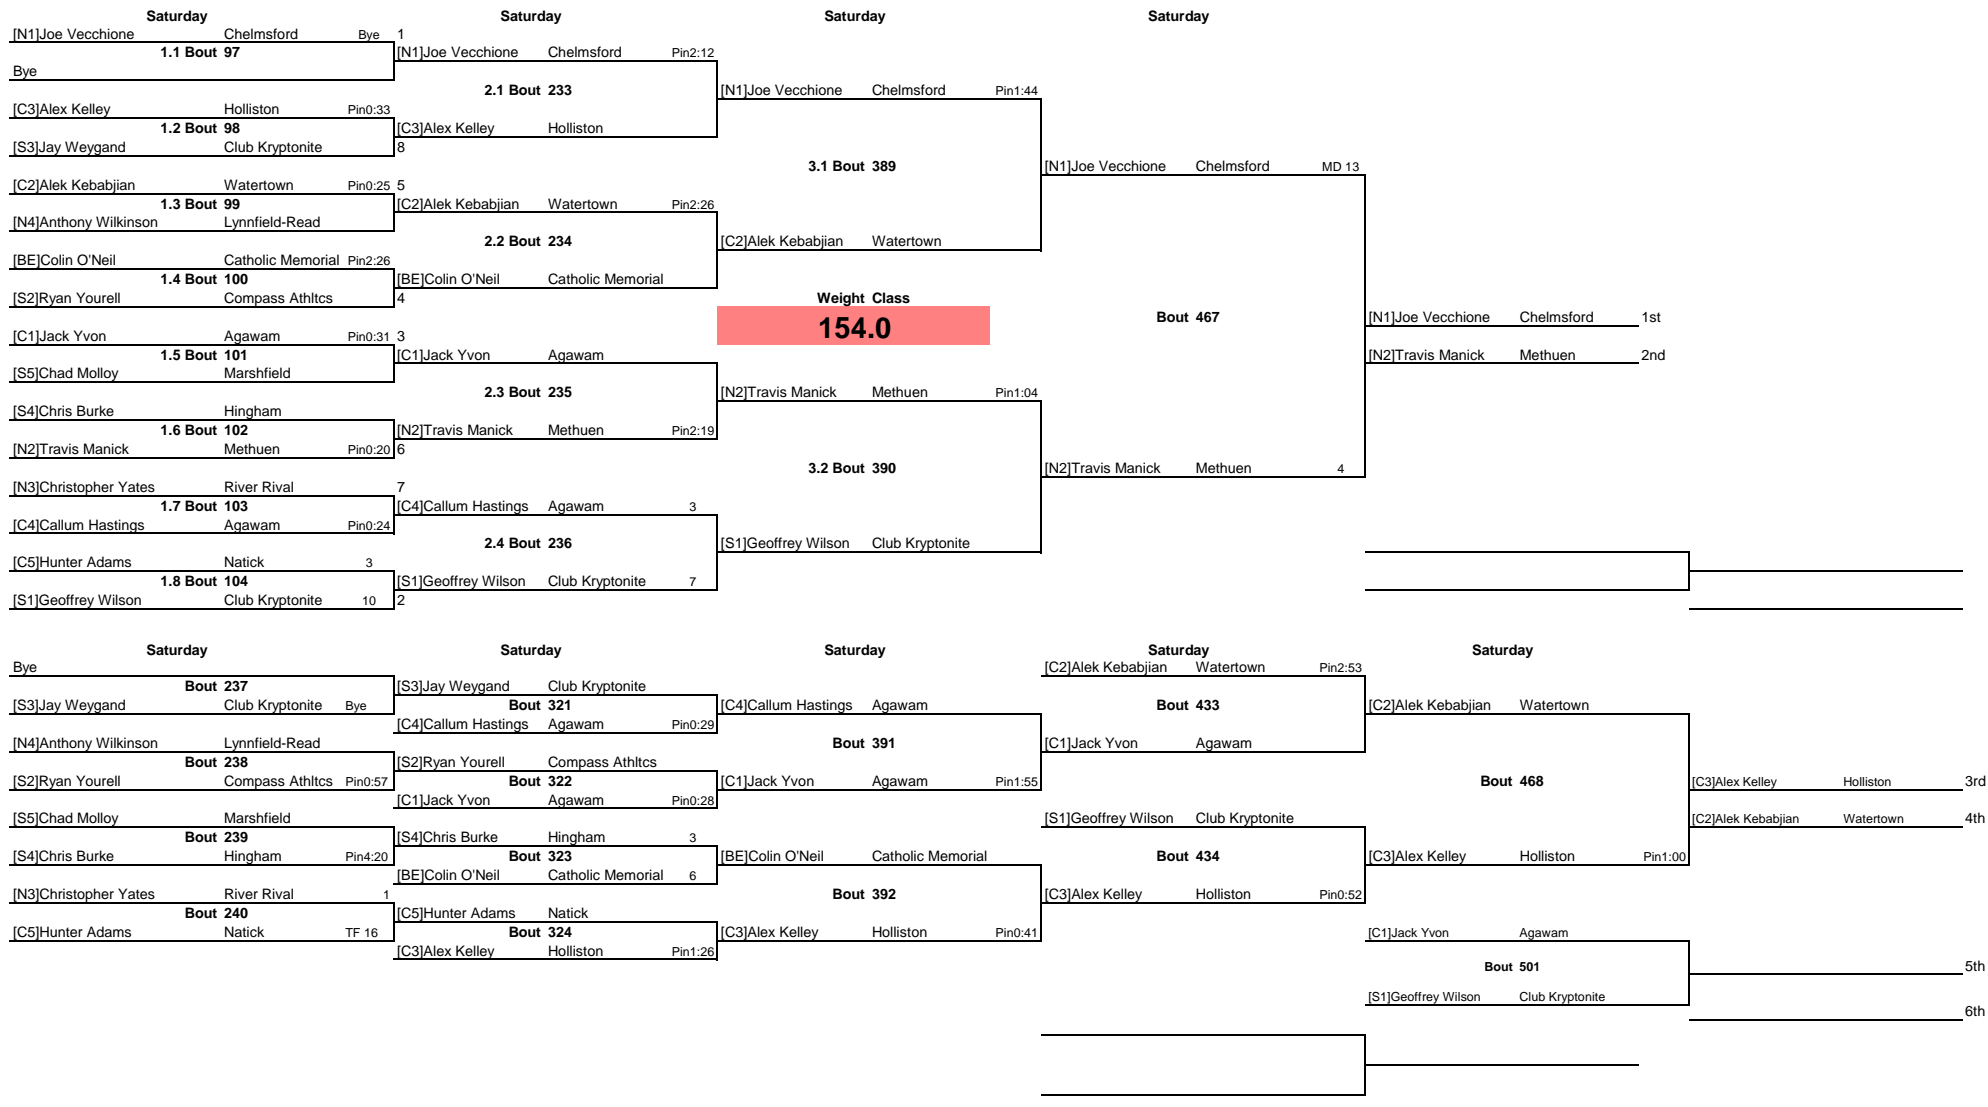 Saturday Saturday Saturday Saturday
[N1]Joe Vecchione Chelmsford Bye 1
1.1 Bout 97 [N1]Joe Vecchione Chelmsford Pin2:12
Bye
2.1 Bout 233 [N1]Joe Vecchione Chelmsford Pin1:44
[C3]Alex Kelley Holliston Pin0:33
1.2 Bout 98 [C3]Alex Kelley Holliston
[S3]Jay Weygand Club Kryptonite 8
3.1 Bout 389 [N1]Joe Vecchione Chelmsford MD 13
[C2]Alek Kebabjian Watertown Pin0:25 5
1.3 Bout 99 [C2]Alek Kebabjian Watertown Pin2:26
[N4]Anthony Wilkinson Lynnfield-Read
2.2 Bout 234 [C2]Alek Kebabjian Watertown
[BE]Colin O'Neil Catholic Memorial Pin2:26
1.4 Bout 100 [BE]Colin O'Neil Catholic Memorial
[S2]Ryan Yourell Compass Athltcs 4 Weight Class
154.0 Bout 467 [N1]Joe Vecchione Chelmsford 1st
[C1]Jack Yvon Agawam Pin0:31 3
1.5 Bout 101 [C1]Jack Yvon Agawam [N2]Travis Manick Methuen 2nd
[S5]Chad Molloy Marshfield
2.3 Bout 235 [N2]Travis Manick Methuen Pin1:04
[S4]Chris Burke Hingham
1.6 Bout 102 [N2]Travis Manick Methuen Pin2:19
[N2]Travis Manick Methuen Pin0:20 6
3.2 Bout 390 [N2]Travis Manick Methuen 4
[N3]Christopher Yates River Rival 7
1.7 Bout 103 [C4]Callum Hastings Agawam 3
[C4]Callum Hastings Agawam Pin0:24
2.4 Bout 236 [S1]Geoffrey Wilson Club Kryptonite
[C5]Hunter Adams Natick 3
1.8 Bout 104 [S1]Geoffrey Wilson Club Kryptonite 7
[S1]Geoffrey Wilson Club Kryptonite 10 2
Saturday Saturday Saturday Saturday Saturday
Bye [C2]Alek Kebabjian Watertown Pin2:53
Bout 237 [S3]Jay Weygand Club Kryptonite
[S3]Jay Weygand Club Kryptonite Bye Bout 321 [C4]Callum Hastings Agawam Bout 433 [C2]Alek Kebabjian Watertown
[C4]Callum Hastings Agawam Pin0:29
[N4]Anthony Wilkinson Lynnfield-Read Bout 391 [C1]Jack Yvon Agawam
Bout 238 [S2]Ryan Yourell Compass Athltcs
[S2]Ryan Yourell Compass Athltcs Pin0:57 Bout 322 [C1]Jack Yvon Agawam Pin1:55 Bout 468 [C3]Alex Kelley Holliston 3rd
[C1]Jack Yvon Agawam Pin0:28
[S5]Chad Molloy Marshfield [S1]Geoffrey Wilson Club Kryptonite [C2]Alek Kebabjian Watertown 4th
Bout 239 [S4]Chris Burke Hingham 3
[S4]Chris Burke Hingham Pin4:20 Bout 323 [BE]Colin O'Neil Catholic Memorial Bout 434 [C3]Alex Kelley Holliston Pin1:00
[BE]Colin O'Neil Catholic Memorial 6
[N3]Christopher Yates River Rival 1 Bout 392 [C3]Alex Kelley Holliston Pin0:52
Bout 240 [C5]Hunter Adams Natick
[C5]Hunter Adams Natick TF 16 Bout 324 [C3]Alex Kelley Holliston Pin0:41 [C1]Jack Yvon Agawam
[C3]Alex Kelley Holliston Pin1:26
Bout 501 5th
[S1]Geoffrey Wilson Club Kryptonite
6th